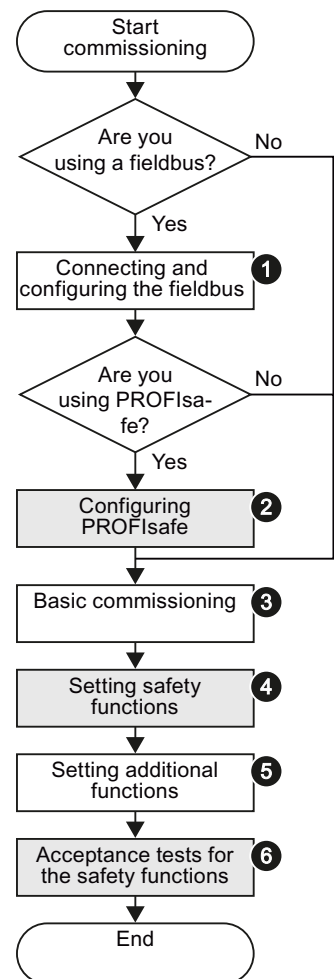 Start
commissioning
Are you
using a fieldbus?
No
Yes
Connecting and
configuring the fieldbus
1
Are you
using PROFIsa-
fe?
No
Yes
Configuring
PROFIsafe
2
Basic commissioning
3
Setting safety
functions
4
Setting additional
functions
5
Acceptance tests for
the safety functions
6
End